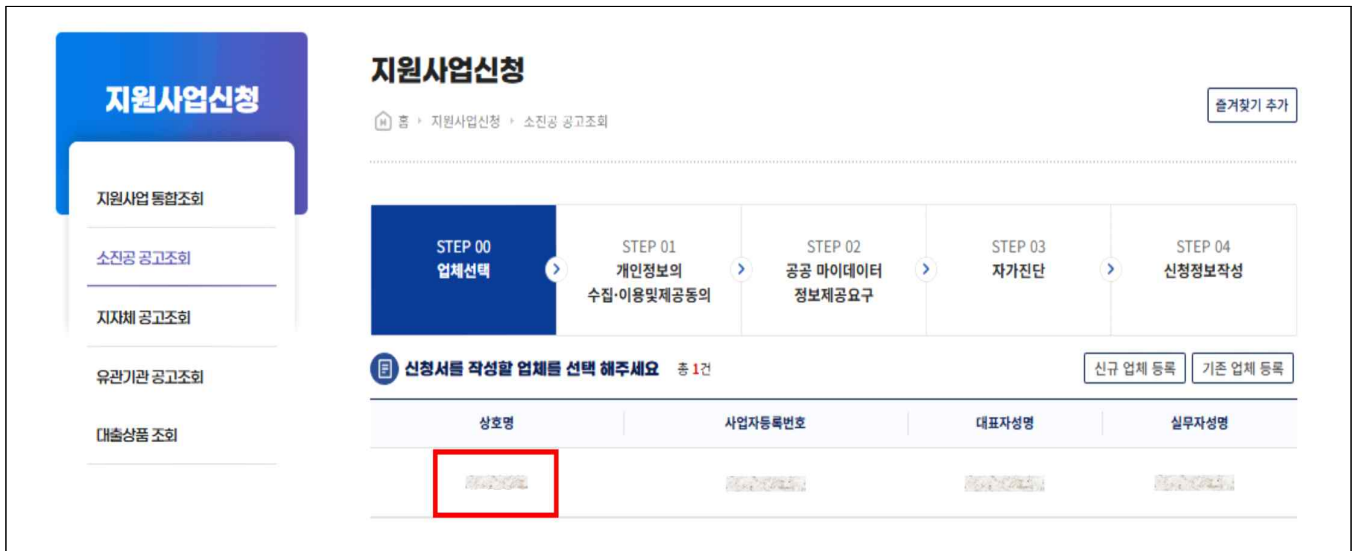 지원사업신청
지원사업 통합조회
소진공 공고조회
지자체 공고조회
유관기관 공고조회
대출상품 조회
지원사업신청
즐겨찾기 추가
홈 › 지원사업신청 › 소진공 공고조회
STEP 00
업체선택
STEP 01
개인정보의
수집·이용및제공동의
STEP 02
공공 마이데이터
정보제공요구
STEP 03
자가진단
STEP 04
신청정보작성
신청서를 작성할 업체를 선택 해주세요 총 1건
신규 업체 등록 기존 업체 등록
상호명 사업자등록번호 대표자성명 실무자성명